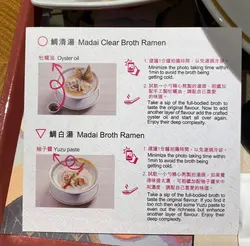 ○ 鯛清湯 Madai Clear Broth Ramen
牡蠣油 Oyster oil
Minimize the photo taking time within
1min to avoid the broth being
getting cold.
Take a sip of the full-bodied broth to
taste the original flavour. Now to add
another layer of flavour add the crafted
oyster oil and start all over again.
Enjoy their deep complexity.
▽ 鯛白湯 Madai Broth Ramen
柚子醬 Yuzu paste
Minimize the photo taking time within
1min to avoid the broth being
getting cold.
Take a sip of the full-bodied broth to
taste the original flavour. If you find it
too rich then add some Yuzu paste to
even out the richness but enhance
another layer of flavour. Enjoy their
deep complexity.